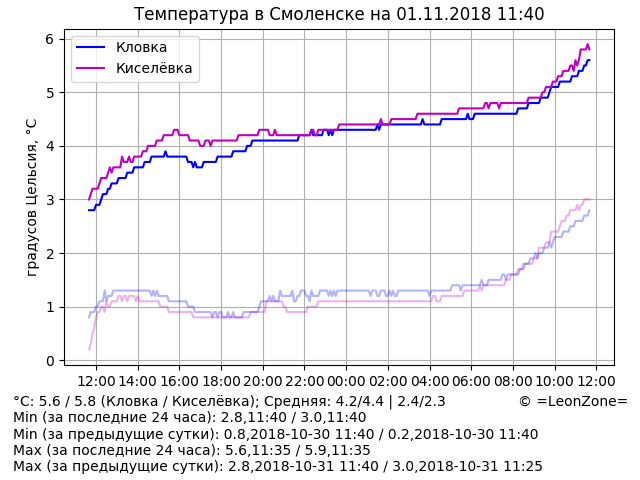 Температура в Смоленске на 01.11.2018 11:40
Кловка
Киселёвка
градусов Цельсия, °C
6
5
4
3
2
1
0
12:00 14:00 16:00 18:00 20:00 22:00 00:00 02:00 04:00 06:00 08:00 10:00 12:00
°C: 5.6 / 5.8 (Кловка / Киселёвка); Средняя: 4.2/4.4 | 2.4/2.3 © =LeonZone=
Min (за последние 24 часа): 2.8,11:40 / 3.0,11:40
Min (за предыдущие сутки): 0.8,2018-10-30 11:40 / 0.2,2018-10-30 11:40
Max (за последние 24 часа): 5.6,11:35 / 5.9,11:35
Max (за предыдущие сутки): 2.8,2018-10-31 11:40 / 3.0,2018-10-31 11:25